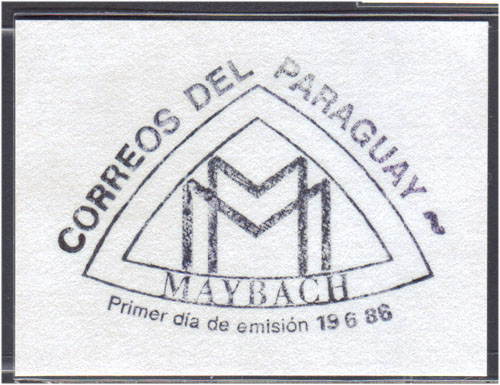 CORREOS DEL PARAGUAY ~
MM
MAYBACH
Primer día de emisión 19 6 86